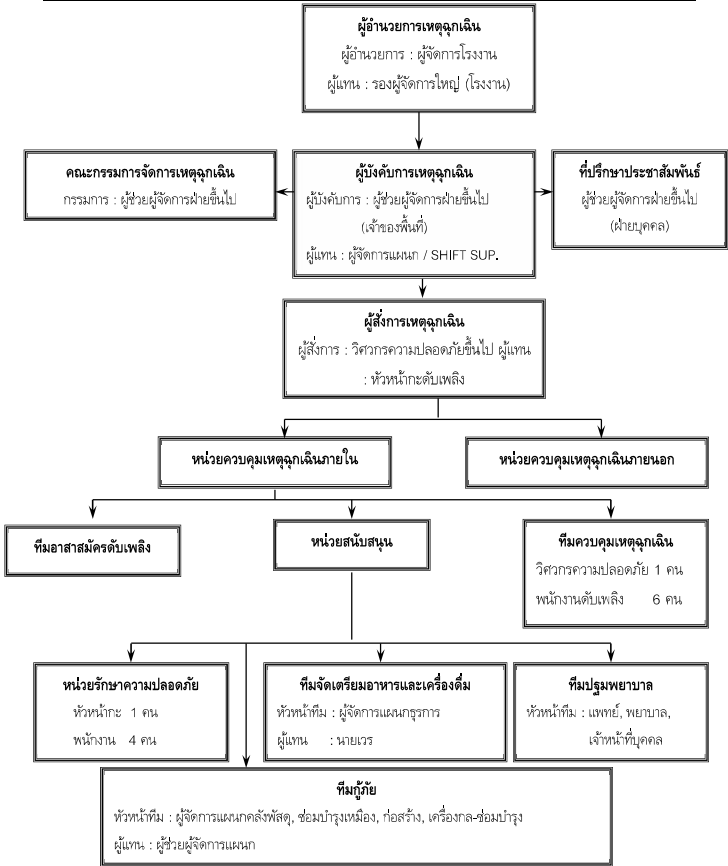 ผู้อำนวยการเหตุฉุกเฉิน
ผู้อำนวยการ : ผู้จัดการโรงงาน
ผู้แทน : รองผู้จัดการใหญ่ (โรงงาน)
คณะกรรมการจัดการเหตุฉุกเฉิน
กรรมการ : ผู้ช่วยผู้จัดการฝ่ายขึ้นไป
ผู้บังคับการเหตุฉุกเฉิน
ผู้บังคับการ : ผู้ช่วยผู้จัดการฝ่ายขึ้นไป
(เจ้าของพื้นที่)
ผู้แทน : ผู้จัดการแผนก / SHIFT SUP.
ที่ปรึกษาประชาสัมพันธ์
ผู้ช่วยผู้จัดการฝ่ายขึ้นไป
(ฝ่ายบุคคล)
ผู้สั่งการเหตุฉุกเฉิน
ผู้สั่งการ : วิศวกรความปลอดภัยขึ้นไป ผู้แทน
: หัวหน้ากะดับเพลิง
หน่วยควบคุมเหตุฉุกเฉินภายใน
หน่วยควบคุมเหตุฉุกเฉินภายนอก
ทีมอาสาสมัครดับเพลิง
หน่วยสนับสนุน
ทีมควบคุมเหตุฉุกเฉิน
วิศวกรความปลอดภัย 1 คน
พนักงานดับเพลิง 6 คน
หน่วยรักษาความปลอดภัย
หัวหน้ากะ 1 คน
พนักงาน 4 คน
ทีมจัดเตรียมอาหารและเครื่องดื่ม
หัวหน้าทีม : ผู้จัดการแผนกธุรการ
ผู้แทน : นายเวร
ทีมปฐมพยาบาล
หัวหน้าทีม : แพทย์, พยาบาล,
เจ้าหน้าที่บุคคล
ทีมกู้ภัย
หัวหน้าทีม : ผู้จัดการแผนกคลังพัสดุ, ซ่อมบำรุงเหมือง, ก่อสร้าง, เครื่องกล-ซ่อมบำรุง
ผู้แทน : ผู้ช่วยผู้จัดการแผนก